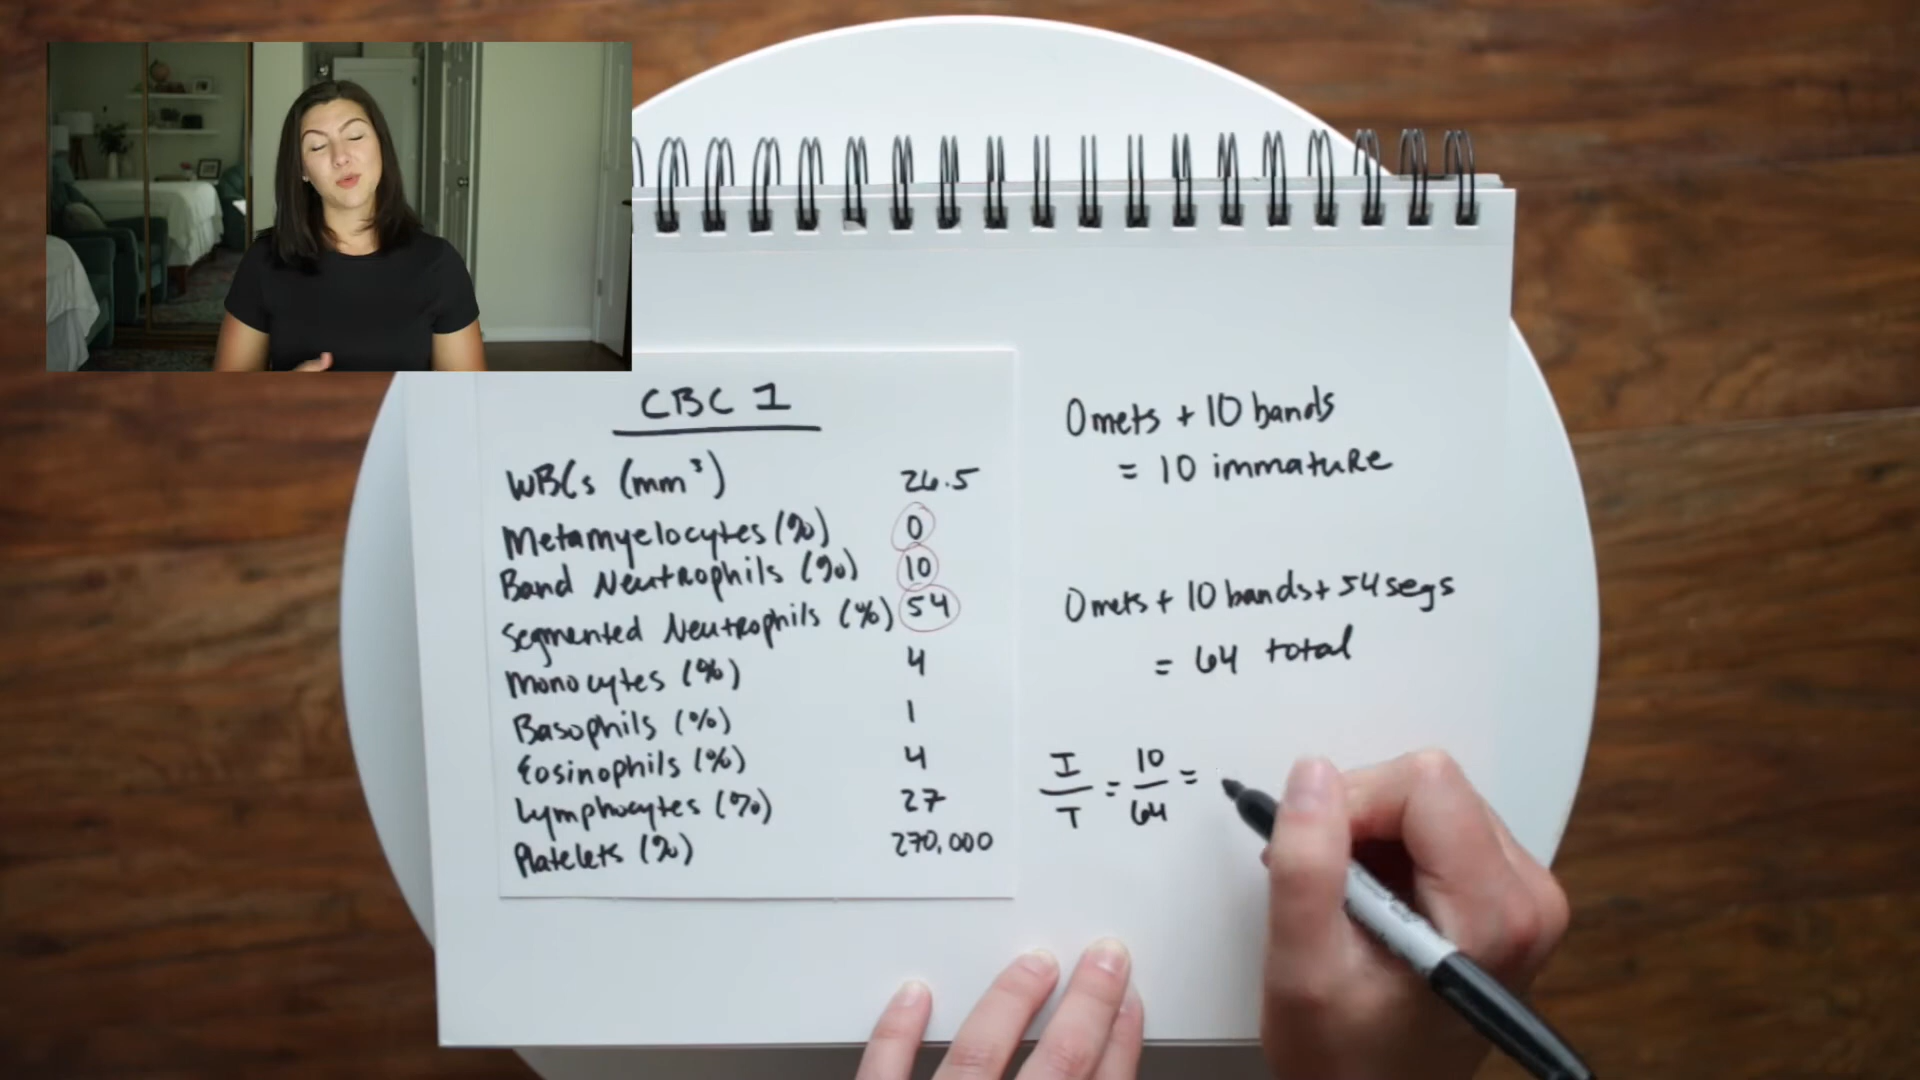 CBC 1
WBCs (mm³) 26.5
Metamyelocytes (%) 0
Band Neutrophils (%) 10
Segmented Neutrophils (%) 54
Monocytes (%) 4
Basophils (%) 1
Eosinophils (%) 4
Lymphocytes (%) 27
Platelets (%) 270,000
0 mets + 10 bands
= 10 immature
0 mets + 10 bands + 54 segs
= 64 total
I/T = 10/64 =